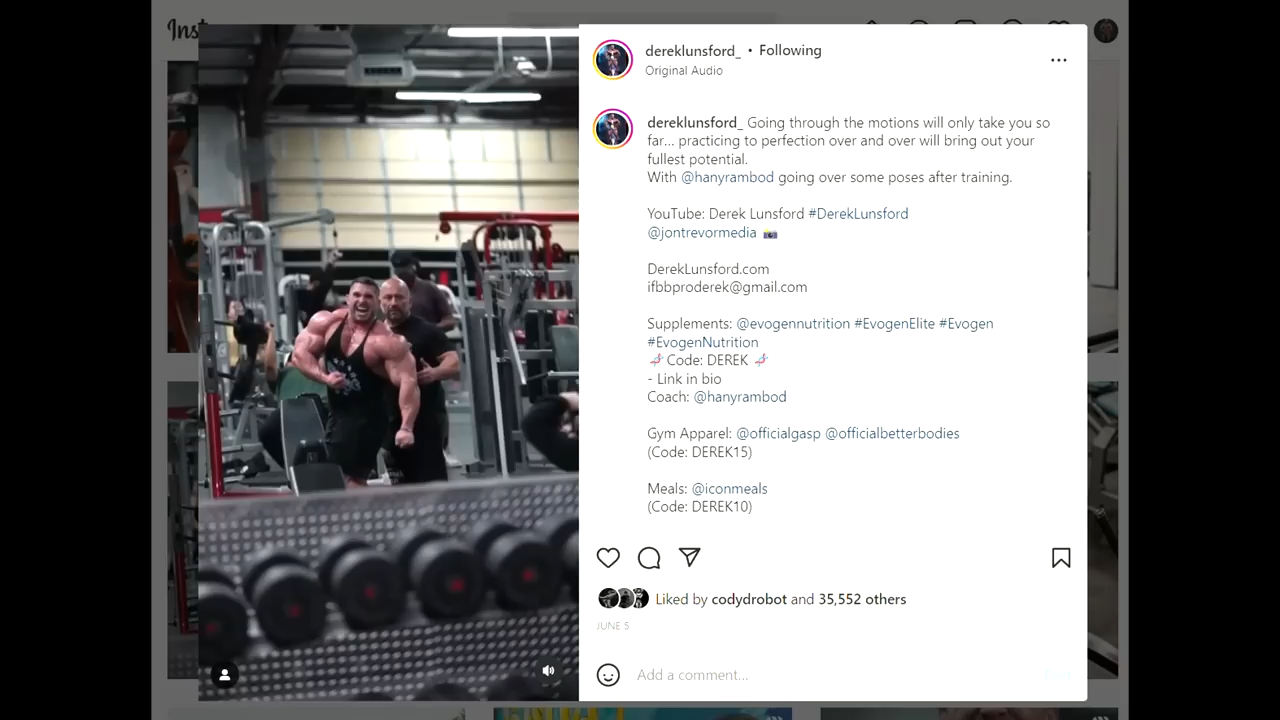 Inst
dereklunsford_ • Following
Original Audio
dereklunsford_ Going through the motions will only take you so
far... practicing to perfection over and over will bring out your
fullest potential.
With @hanyrambod going over some poses after training.
YouTube: Derek Lunsford #DerekLunsford
@jontrevormedia 📸
DerekLunsford.com
ifbbproderek@gmail.com
Supplements: @evogennutrition #EvogenElite #Evogen
#EvogenNutrition
🧬 Code: DEREK 🧬
- Link in bio
Coach: @hanyrambod
Gym Apparel: @officialgasp @officialbetterbodies
(Code: DEREK15)
Meals: @iconmeals
(Code: DEREK10)
Liked by codydrobot and 35,552 others
JUNE 5
Add a comment...